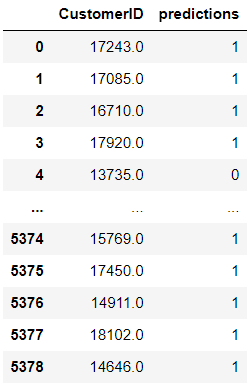 CustomerID predictions
0 17243.0 1
1 17085.0 1
2 16710.0 1
3 17920.0 1
4 13735.0 0
... ... ...
5374 15769.0 1
5375 17450.0 1
5376 14911.0 1
5377 18102.0 1
5378 14646.0 1